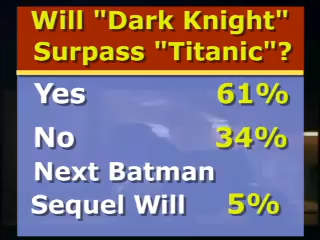 Will "Dark Knight"
Surpass "Titanic"?
Yes 61%
No 34%
Next Batman
Sequel Will 5%